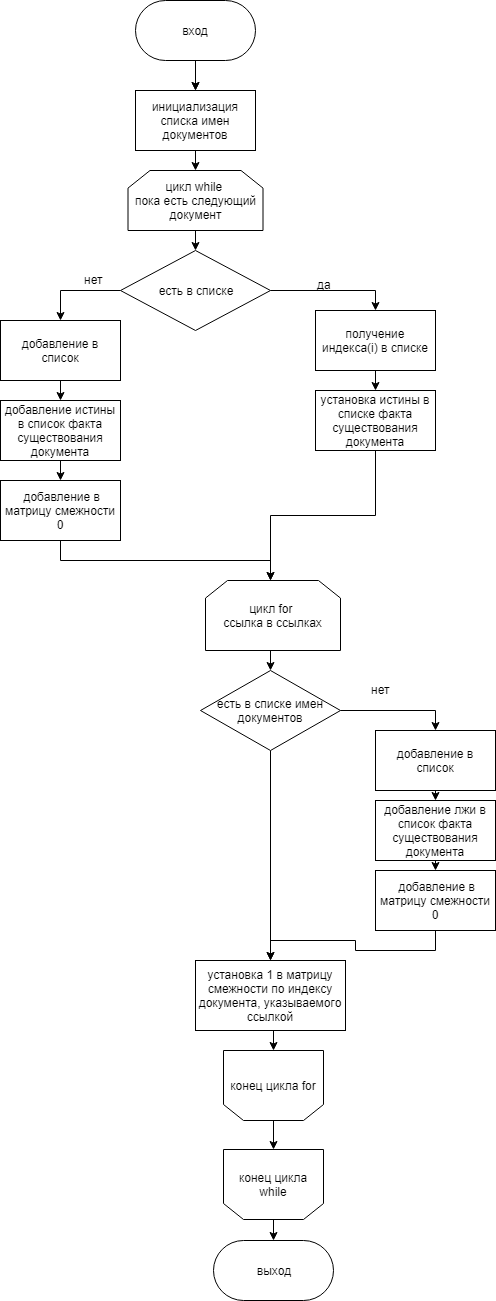 вход
инициализация
списка имен
документов
цикл while
пока есть следующий
документ
нет
есть в списке
да
добавление в
список
получение
индекса(i) в списке
добавление истины
в список факта
существования
документа
установка истины в
списке факта
существования
документа
добавление в
матрицу смежности
0
цикл for
ссылка в ссылках
есть в списке имен
документов
нет
добавление в
список
добавление лжи в
список факта
существования
документа
добавление в
матрицу смежности
0
установка 1 в матрицу
смежности по индексу
документа, указываемого
ссылкой
конец цикла for
конец цикла
while
выход